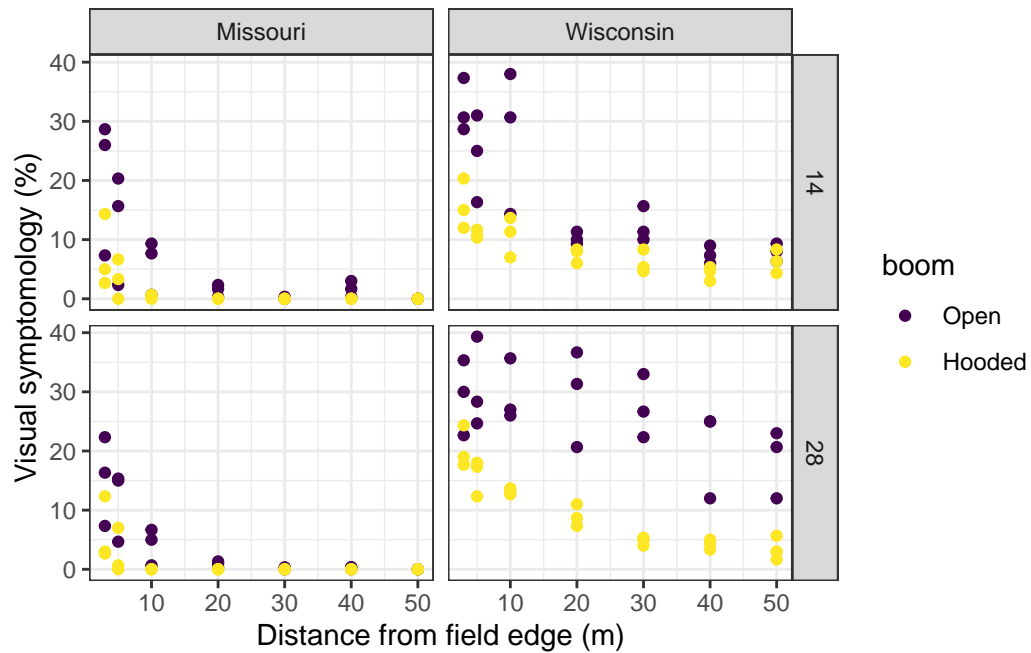 Missouri
Wisconsin
40
30
20
10
0
14
40
30
20
10
0
28
10 20 30 40 50
10 20 30 40 50
Visual symptomology (%)
Distance from field edge (m)
boom
Open
Hooded